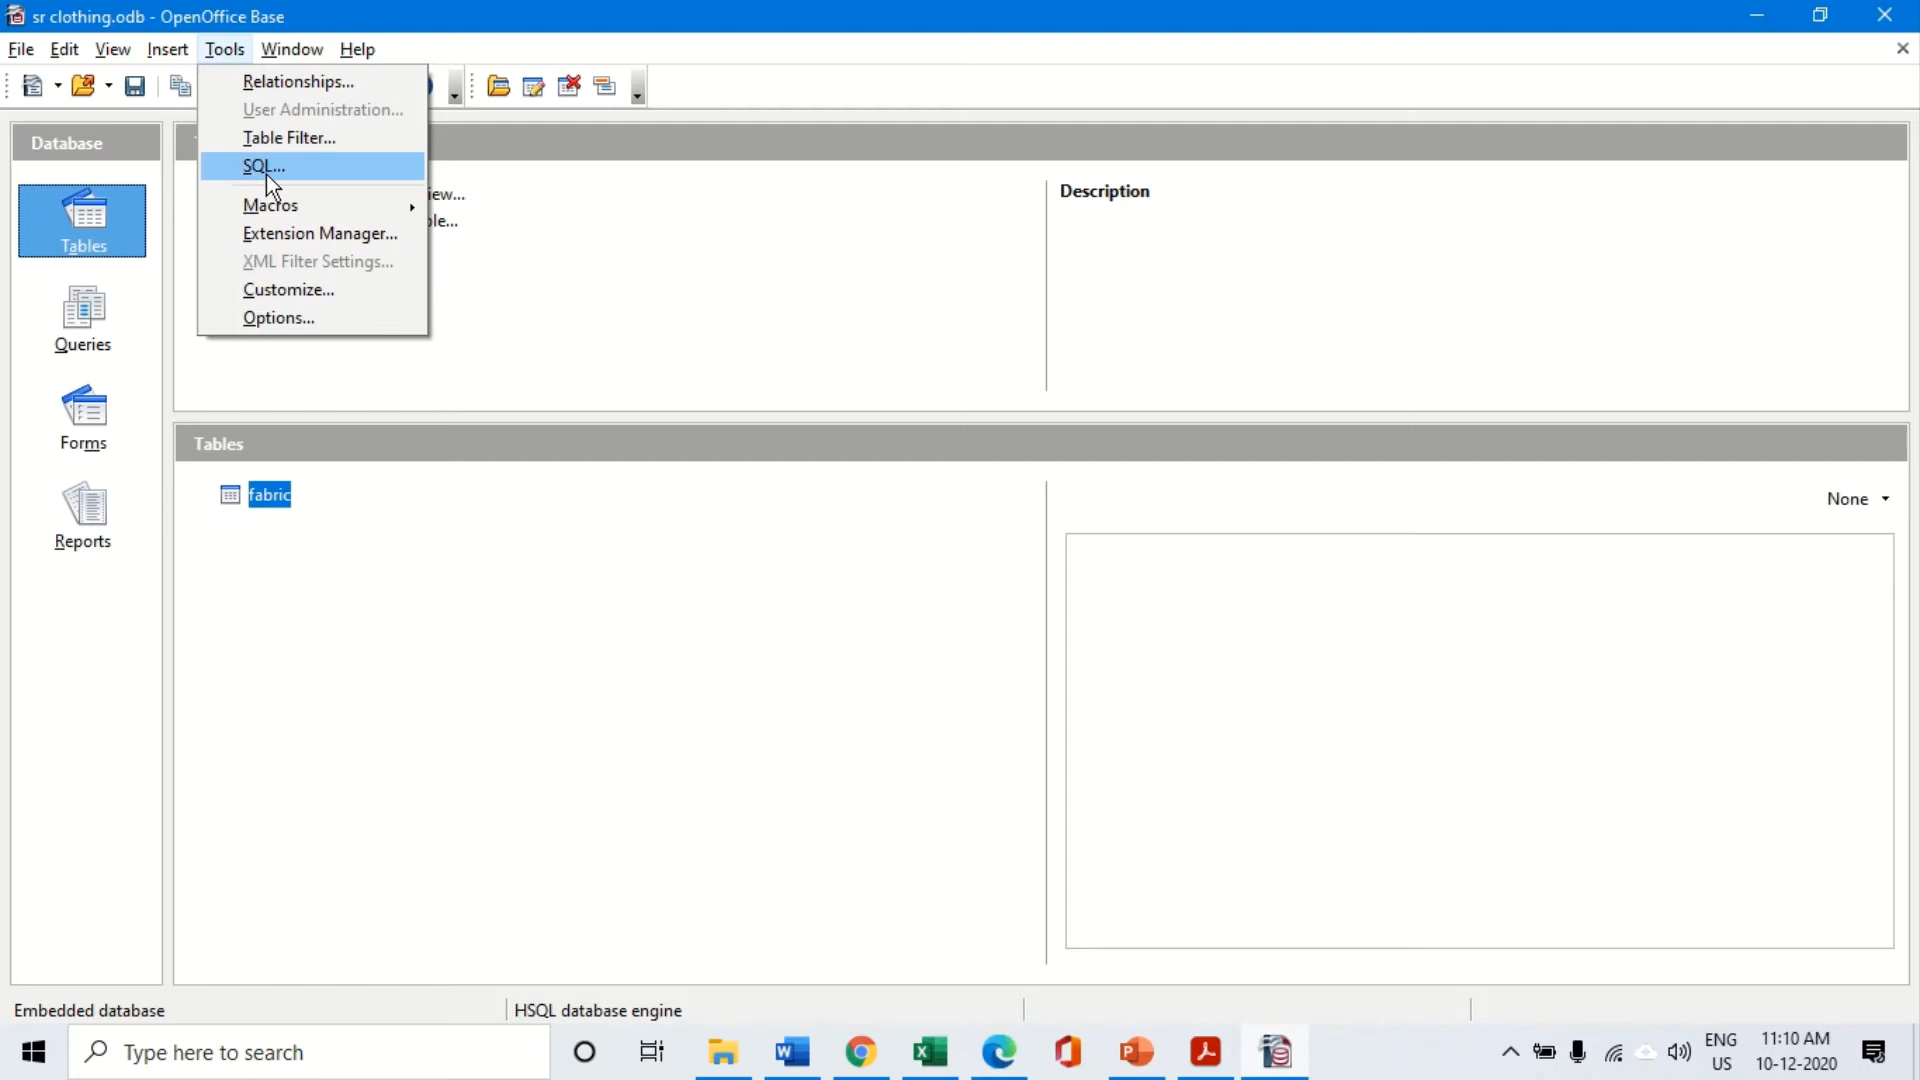 sr clothing.odb - OpenOffice Base
File Edit View Insert Tools Window Help
Relationships...
User Administration...
Table Filter...
SQL...
Macros
Extension Manager...
XML Filter Settings...
Customize...
Options...
Database
Tables
Queries
Forms
Reports
Description
Tables
fabric
None
Embedded database
HSQL database engine
Type here to search
ENG
US
11:10 AM
10-12-2020